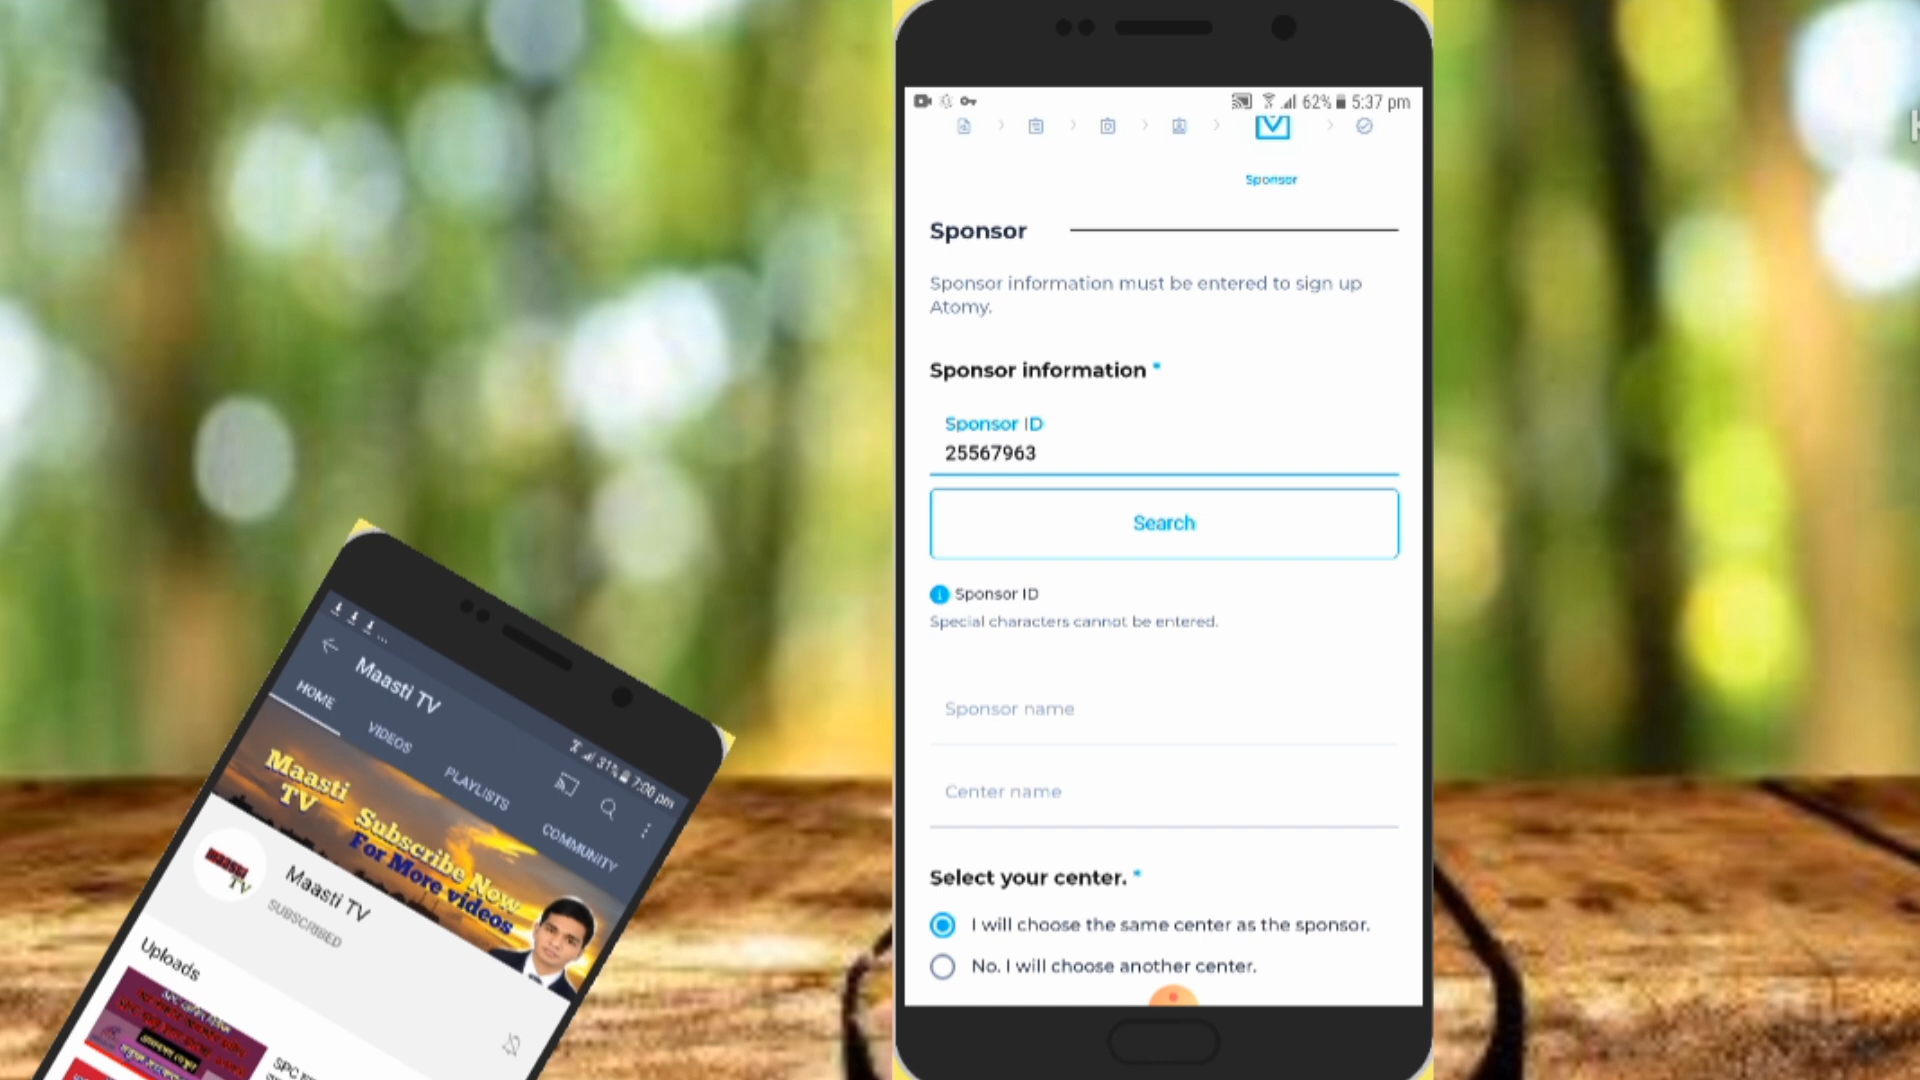 62% 5:37 pm
Sponsor
Sponsor
Sponsor information must be entered to sign up
Atomy.
Sponsor information *
Sponsor ID
25567963
Search
Sponsor ID
Special characters cannot be entered.
Sponsor name
Center name
Select your center. *
I will choose the same center as the sponsor.
No. I will choose another center.
31% 7:00 pm
Maasti TV
HOME
VIDEOS
PLAYLISTS
COMMUNITY
Maasti
TV
Subscribe Now
For More videos
maasti
TV
Maasti TV
SUBSCRIBED
Uploads